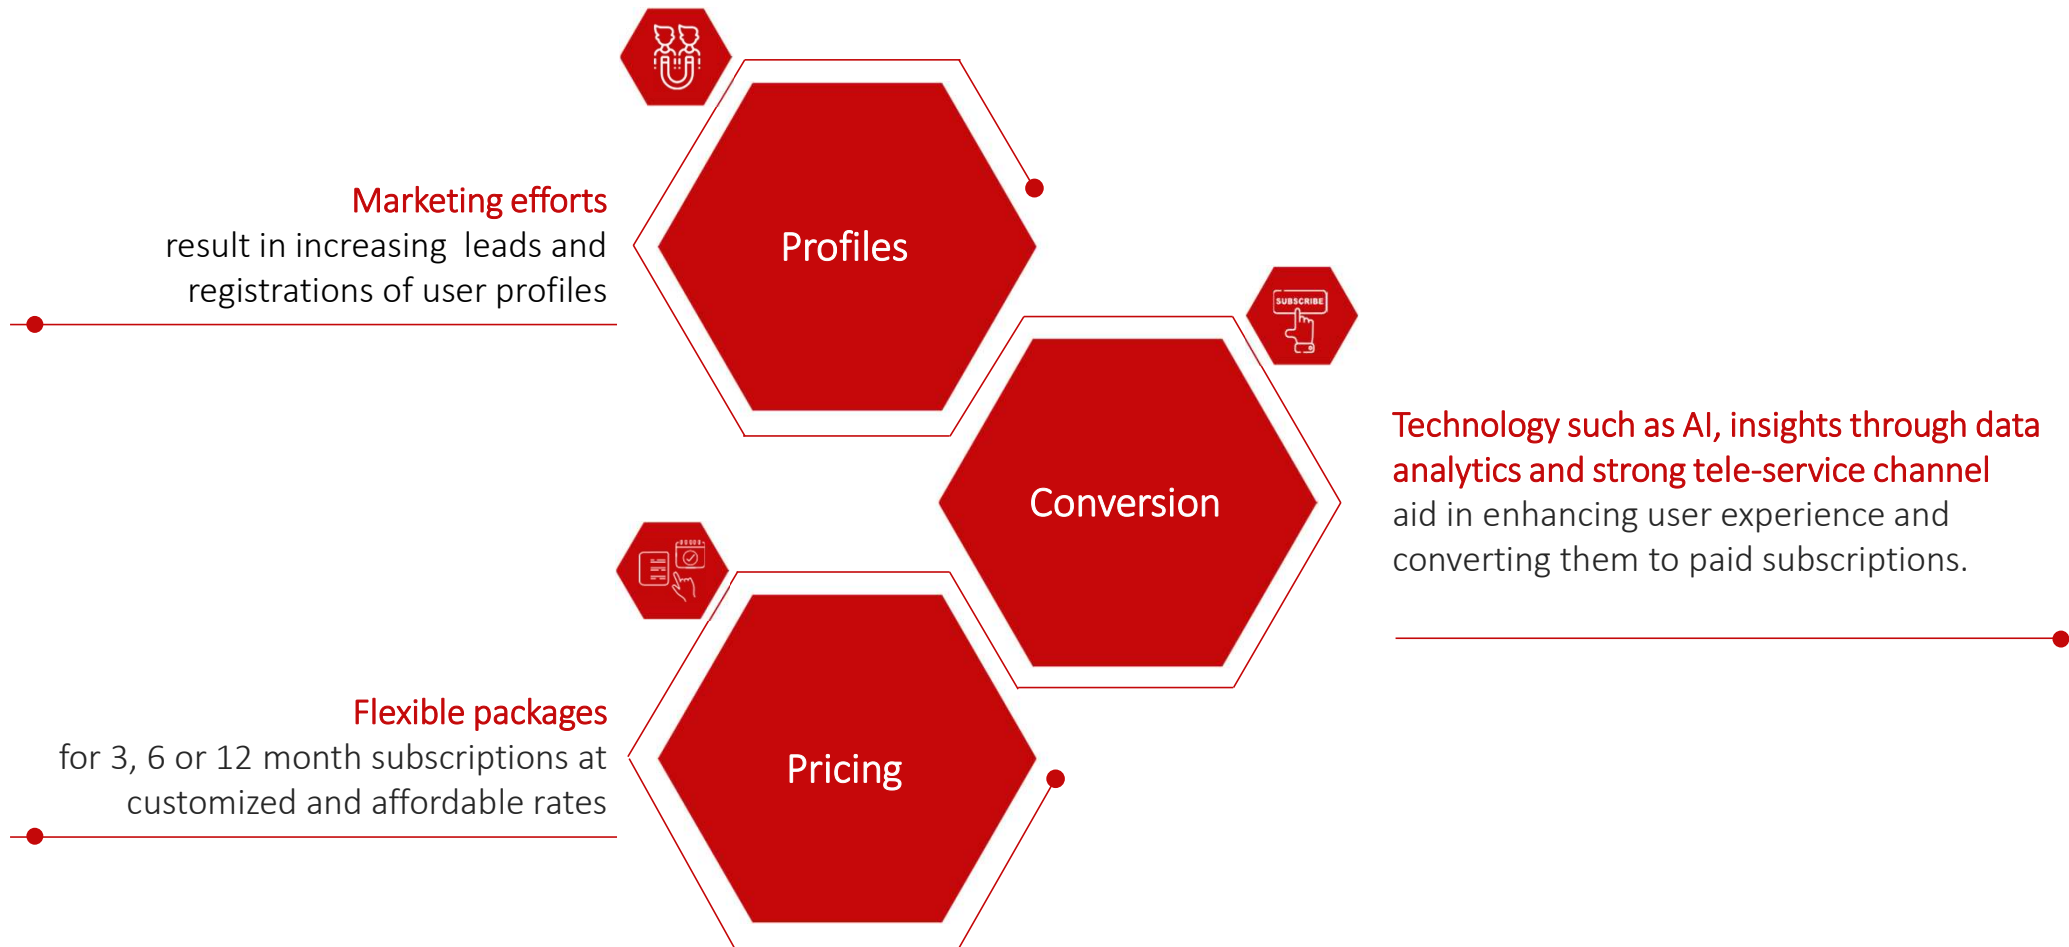 Marketing efforts
result in increasing leads and
registrations of user profiles
Profiles
SUBSCRIBE
Conversion
Technology such as AI, insights through data
analytics and strong tele-service channel
aid in enhancing user experience and
converting them to paid subscriptions.
Flexible packages
for 3, 6 or 12 month subscriptions at
customized and affordable rates
Pricing